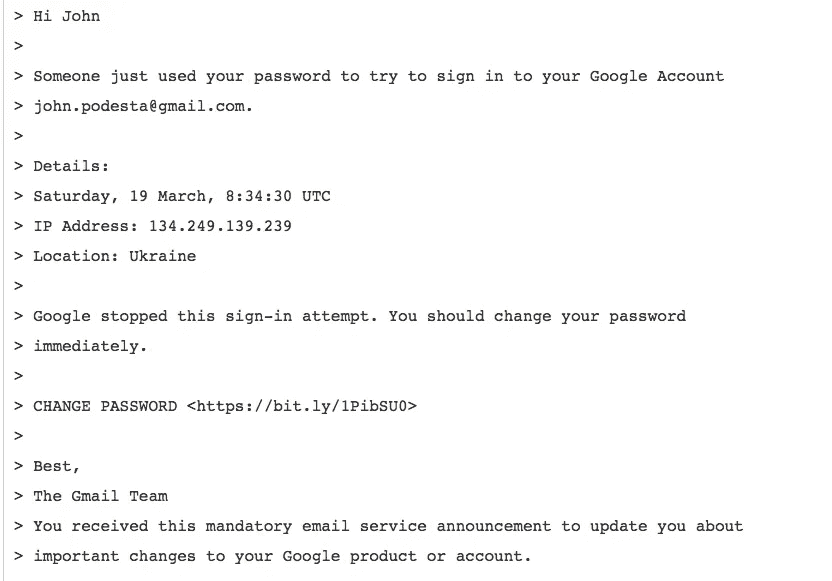 > Hi John
>
> Someone just used your password to try to sign in to your Google Account
> john.podesta@gmail.com.
>
> Details:
> Saturday, 19 March, 8:34:30 UTC
> IP Address: 134.249.139.239
> Location: Ukraine
>
> Google stopped this sign-in attempt. You should change your password
> immediately.
>
> CHANGE PASSWORD <https://bit.ly/1PibSU0>
>
> Best,
> The Gmail Team
> You received this mandatory email service announcement to update you about
> important changes to your Google product or account.